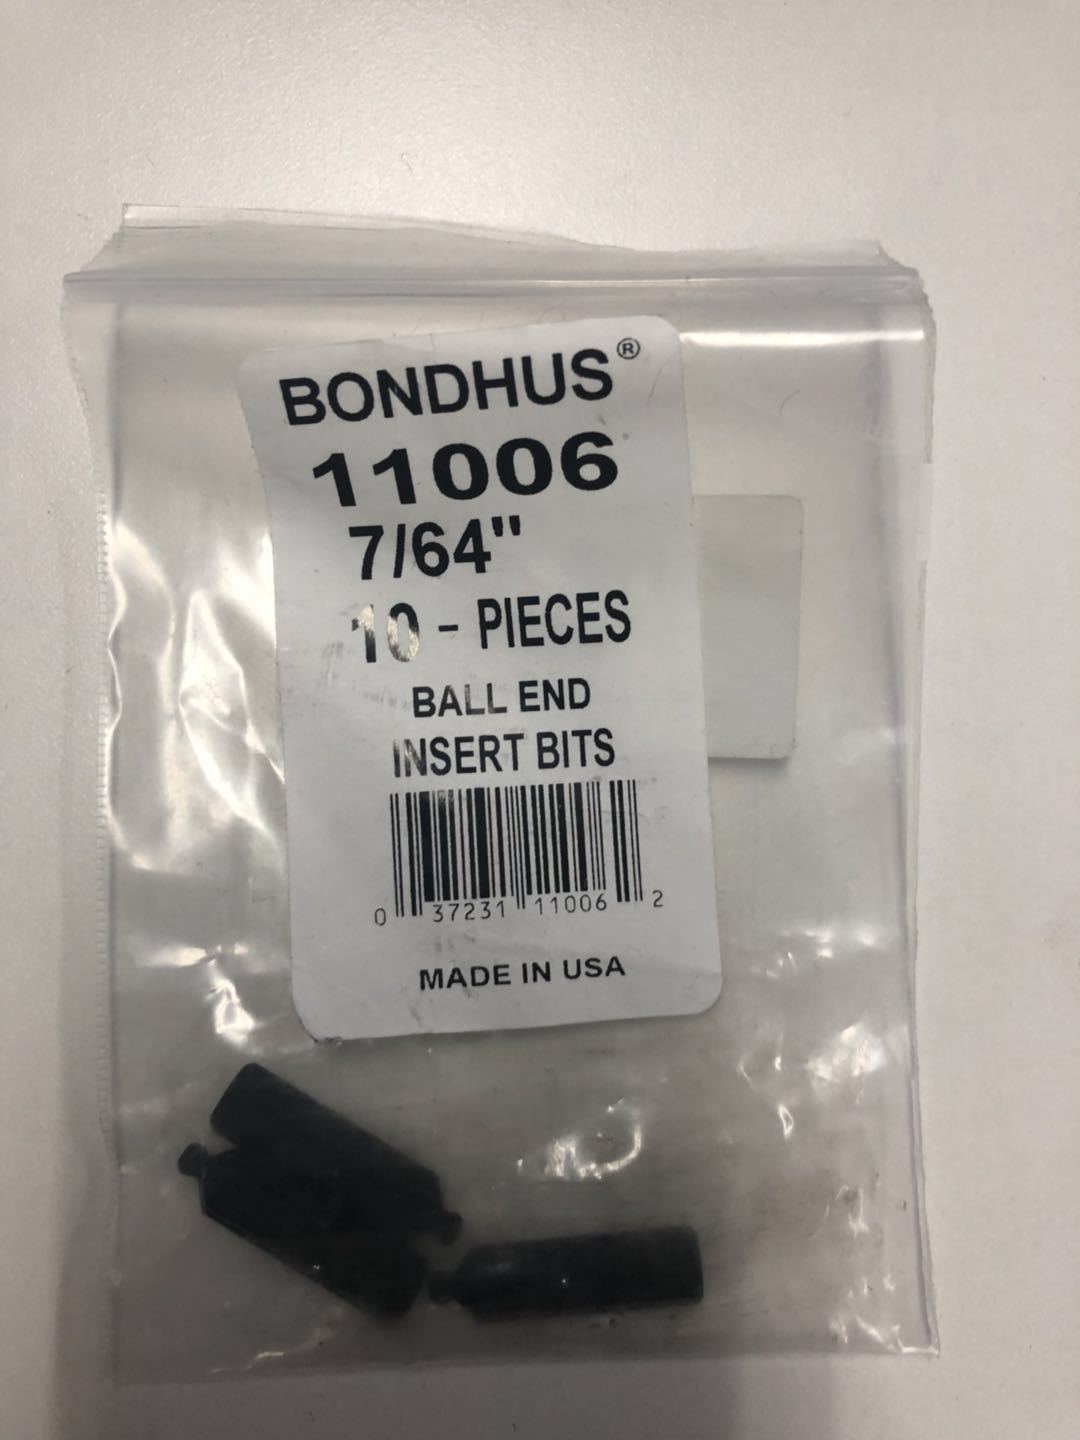 BONDHUS®
11006
7/64"
10 - PIECES
BALL END
INSERT BITS
0 37231 11006 2
MADE IN USA